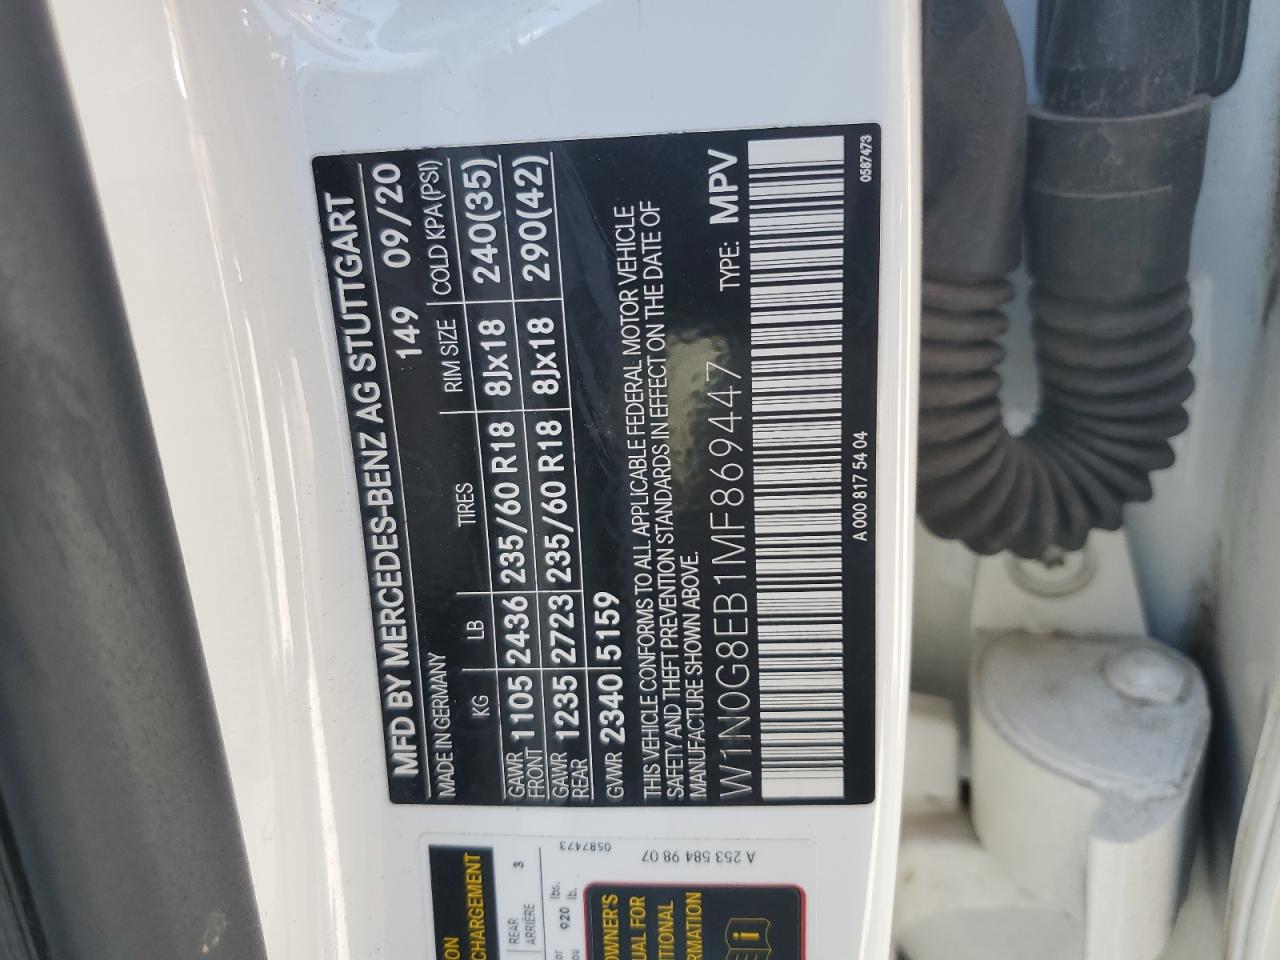 MFD BY MERCEDES-BENZ AG STUTTGART
MADE IN GERMANY 149 09/20
KG LB TIRES RIM SIZE COLD KPA (PSI)
GAWR FRONT 1105 2436 235/60 R18 8Jx18 240(35)
GAWR REAR 1235 2723 235/60 R18 8Jx18 290(42)
GVWR 2340 5159
THIS VEHICLE CONFORMS TO ALL APPLICABLE FEDERAL MOTOR VEHICLE
SAFETY AND THEFT PREVENTION STANDARDS IN EFFECT ON THE DATE OF
MANUFACTURE SHOWN ABOVE.
W1N0G8EB1MF869447 TYPE: MPV
A 000 817 54 04 0587473
CHARGEMENT
REAR 3
ARRIÈRE
920 lbs.
lb.
0587473
A 253 584 98 07
OWNER'S
UAL FOR
TIONAL
RMATION
i